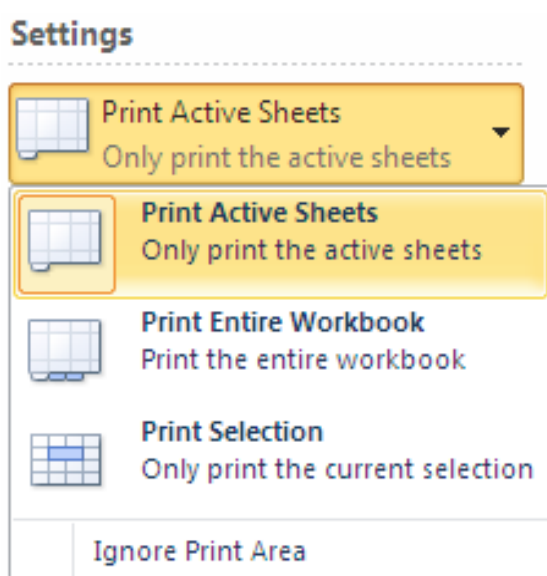 Settings
Print Active Sheets
Only print the active sheets
Print Active Sheets
Only print the active sheets
Print Entire Workbook
Print the entire workbook
Print Selection
Only print the current selection
Ignore Print Area